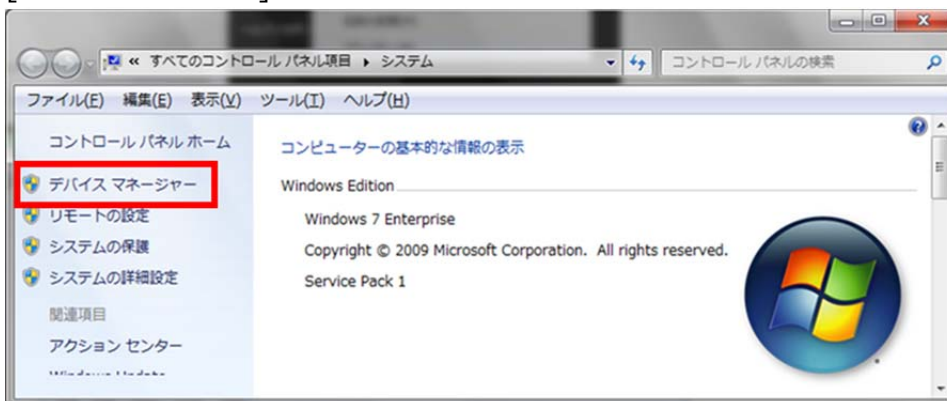 « すべてのコントロール パネル項目 ▸ システム
コントロール パネルの検索
ファイル(F) 編集(E) 表示(V) ツール(T) ヘルプ(H)
コントロール パネル ホーム
デバイス マネージャー
リモートの設定
システムの保護
システムの詳細設定
関連項目
アクション センター
コンピューターの基本的な情報の表示
Windows Edition
Windows 7 Enterprise
Copyright © 2009 Microsoft Corporation. All rights reserved.
Service Pack 1